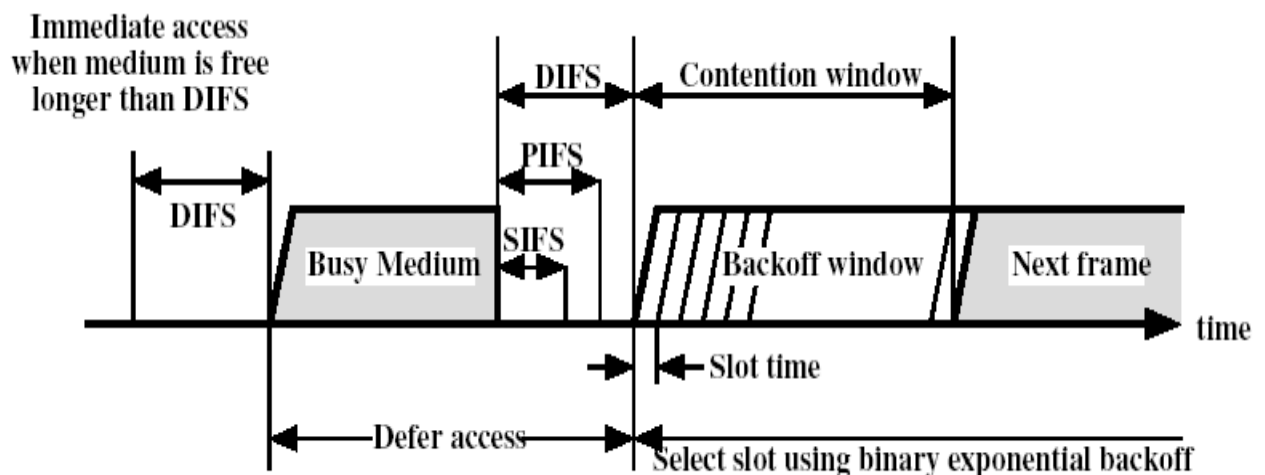 Immediate access
when medium is free
longer than DIFS
DIFS
Contention window
PIFS
DIFS
SIFS
Busy Medium
Backoff window
Next frame
time
Slot time
Defer access
Select slot using binary exponential backoff